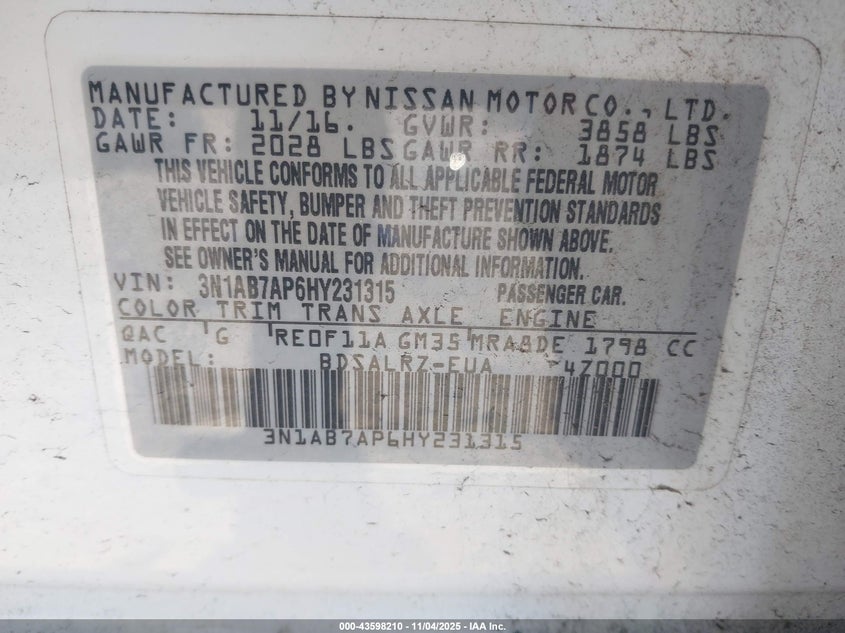 MANUFACTURED BY NISSAN MOTOR CO., LTD.
DATE: 11/16. GVWR: 3858 LBS
GAWR FR: 2028 LBS GAWR RR: 1874 LBS
THIS VEHICLE CONFORMS TO ALL APPLICABLE FEDERAL MOTOR
VEHICLE SAFETY, BUMPER AND THEFT PREVENTION STANDARDS
IN EFFECT ON THE DATE OF MANUFACTURE SHOWN ABOVE.
SEE OWNER'S MANUAL FOR ADDITIONAL INFORMATION.
VIN: 3N1AB7AP6HY231315 PASSENGER CAR.
COLOR TRIM TRANS AXLE ENGINE
QAC G RE0F11A GM35 MRA8DE 1798 CC
MODEL: BDSALRZ-EUA 4Z000
3N1AB7AP6HY231315
000-43598210 - 11/04/2025 - IAA Inc.